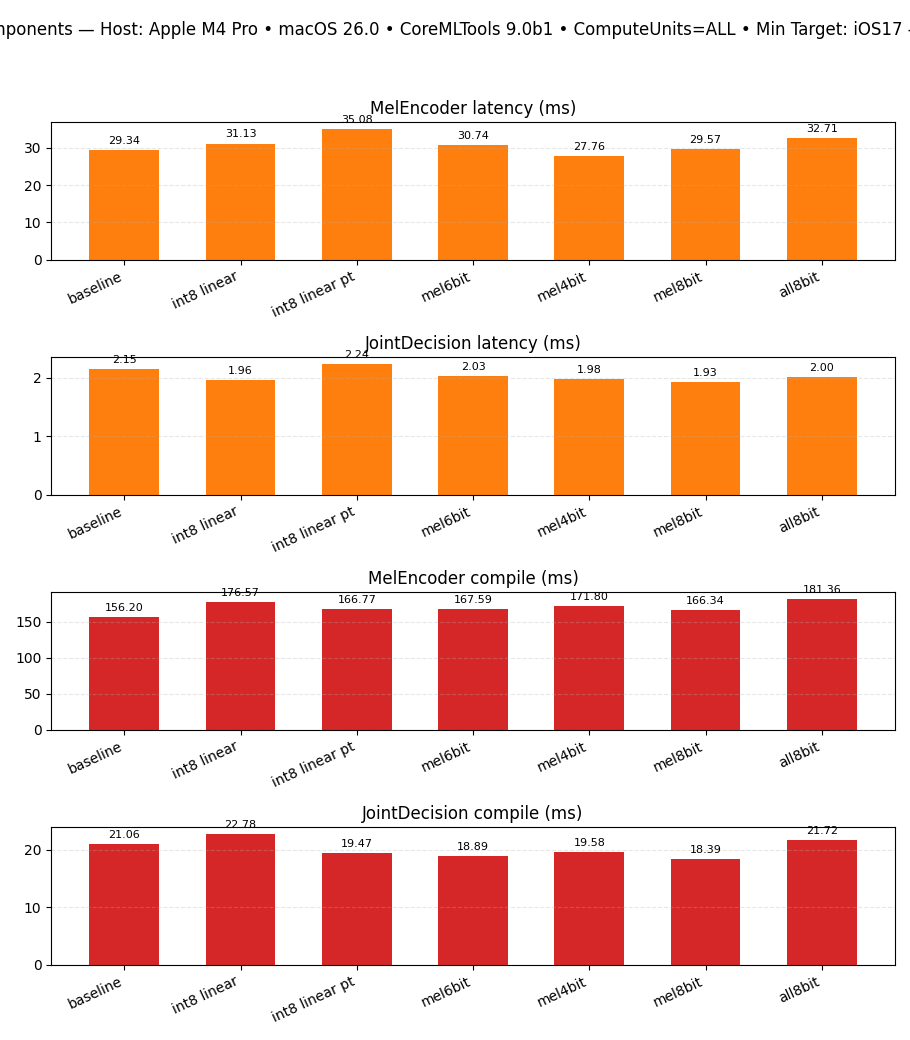 mponents — Host: Apple M4 Pro • macOS 26.0 • CoreMLTools 9.0b1 • ComputeUnits=ALL • Min Target: iOS17
MelEncoder latency (ms)
29.34 31.13 35.08 30.74 27.76 29.57 32.71
30
20
10
0
baseline int8 linear int8 linear pt mel6bit mel4bit mel8bit all8bit
JointDecision latency (ms)
2.15 1.96 2.24 2.03 1.98 1.93 2.00
2
1
0
baseline int8 linear int8 linear pt mel6bit mel4bit mel8bit all8bit
MelEncoder compile (ms)
156.20 176.57 166.77 167.59 171.80 166.34 181.36
150
100
50
0
baseline int8 linear int8 linear pt mel6bit mel4bit mel8bit all8bit
JointDecision compile (ms)
21.06 22.78 19.47 18.89 19.58 18.39 21.72
20
10
0
baseline int8 linear int8 linear pt mel6bit mel4bit mel8bit all8bit